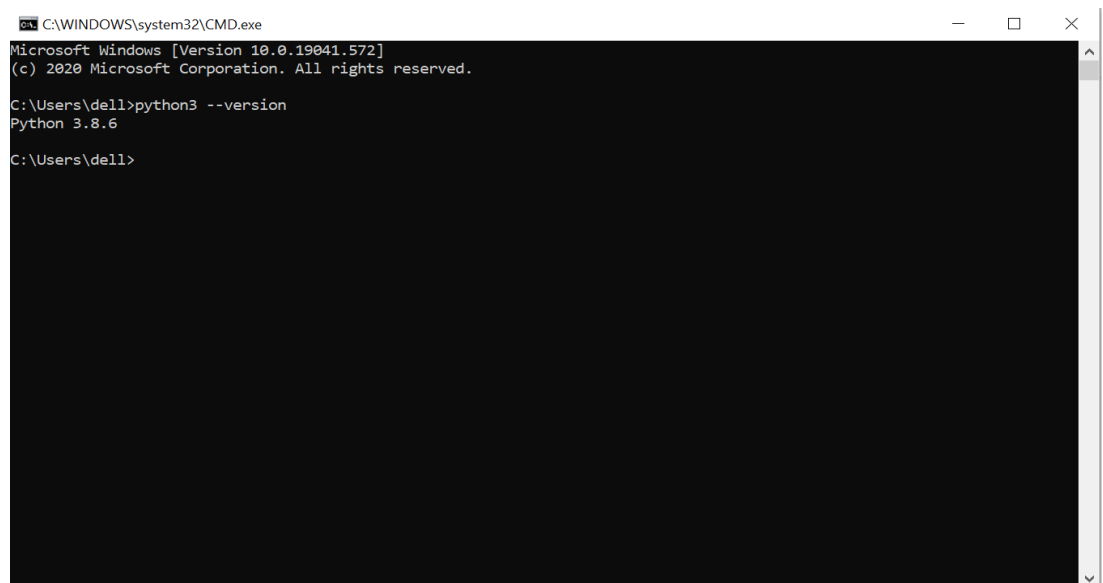 C:\WINDOWS\system32\CMD.exe
Microsoft Windows [Version 10.0.19041.572]
(c) 2020 Microsoft Corporation. All rights reserved.
C:\Users\dell>python3 --version
Python 3.8.6
C:\Users\dell>